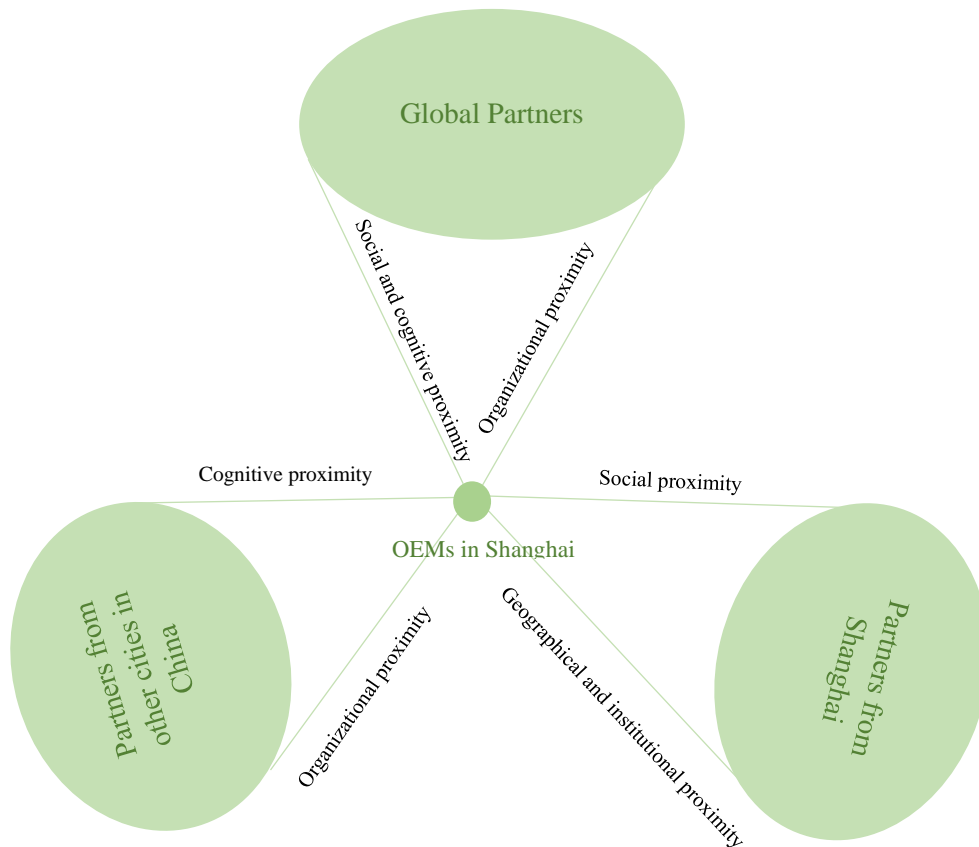 Global Partners
Social and cognitive proximity
Organizational proximity
Cognitive proximity
Social proximity
OEMs in Shanghai
Partners from
other cities in
China
Organizational proximity
Geographical and institutional proximity
Partners from
Shanghai